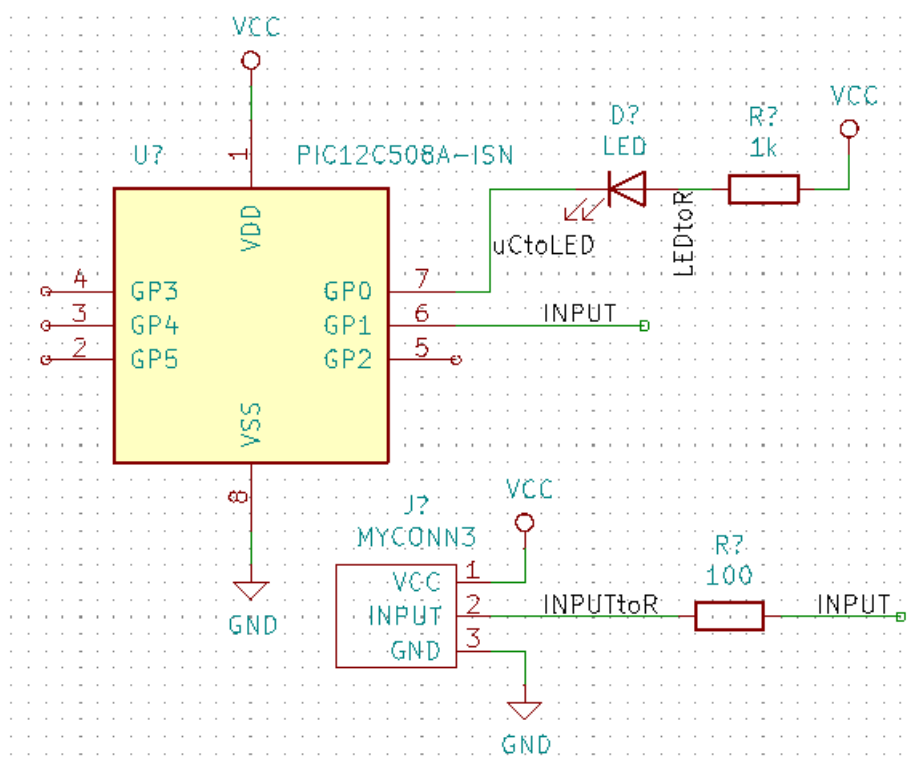 VCC
1
U?
PIC12C508A-ISN
VDD
D?
LED
R?
1k
VCC
uCtoLED
LEDtoR
4
GP3
GP0
7
3
GP4
GP1
6
INPUT
2
GP5
GP2
5
VSS
8
GND
J?
MYCONN3
VCC
VCC
1
INPUT
2
GND
3
INPUTtoR
R?
100
INPUT
GND